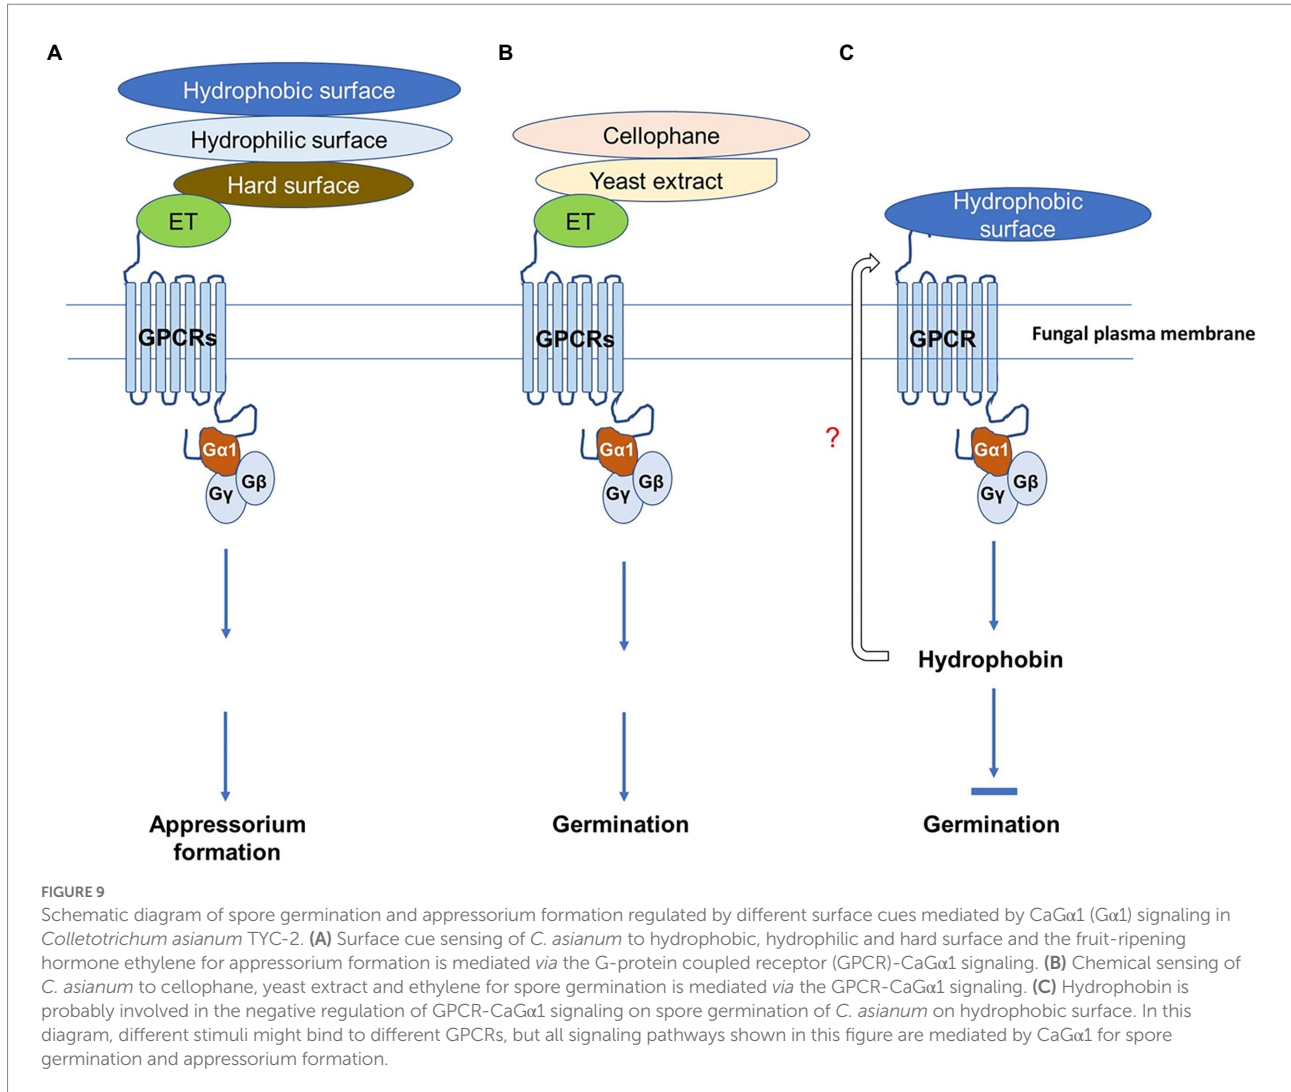 A
Hydrophobic surface
Hydrophilic surface
Hard surface
ET
GPCRs
Gα1
Gβ
Gγ
Appressorium
formation
B
Cellophane
Yeast extract
ET
GPCRs
Gα1
Gβ
Gγ
Germination
C
Hydrophobic
surface
GPCR
Fungal plasma membrane
?
Gα1
Gβ
Gγ
Hydrophobin
Germination
FIGURE 9
Schematic diagram of spore germination and appressorium formation regulated by different surface cues mediated by CaGα1 (Gα1) signaling in
Colletotrichum asianum TYC-2. (A) Surface cue sensing of C. asianum to hydrophobic, hydrophilic and hard surface and the fruit-ripening
hormone ethylene for appressorium formation is mediated via the G-protein coupled receptor (GPCR)-CaGα1 signaling. (B) Chemical sensing of
C. asianum to cellophane, yeast extract and ethylene for spore germination is mediated via the GPCR-CaGα1 signaling. (C) Hydrophobin is
probably involved in the negative regulation of GPCR-CaGα1 signaling on spore germination of C. asianum on hydrophobic surface. In this
diagram, different stimuli might bind to different GPCRs, but all signaling pathways shown in this figure are mediated by CaGα1 for spore
germination and appressorium formation.